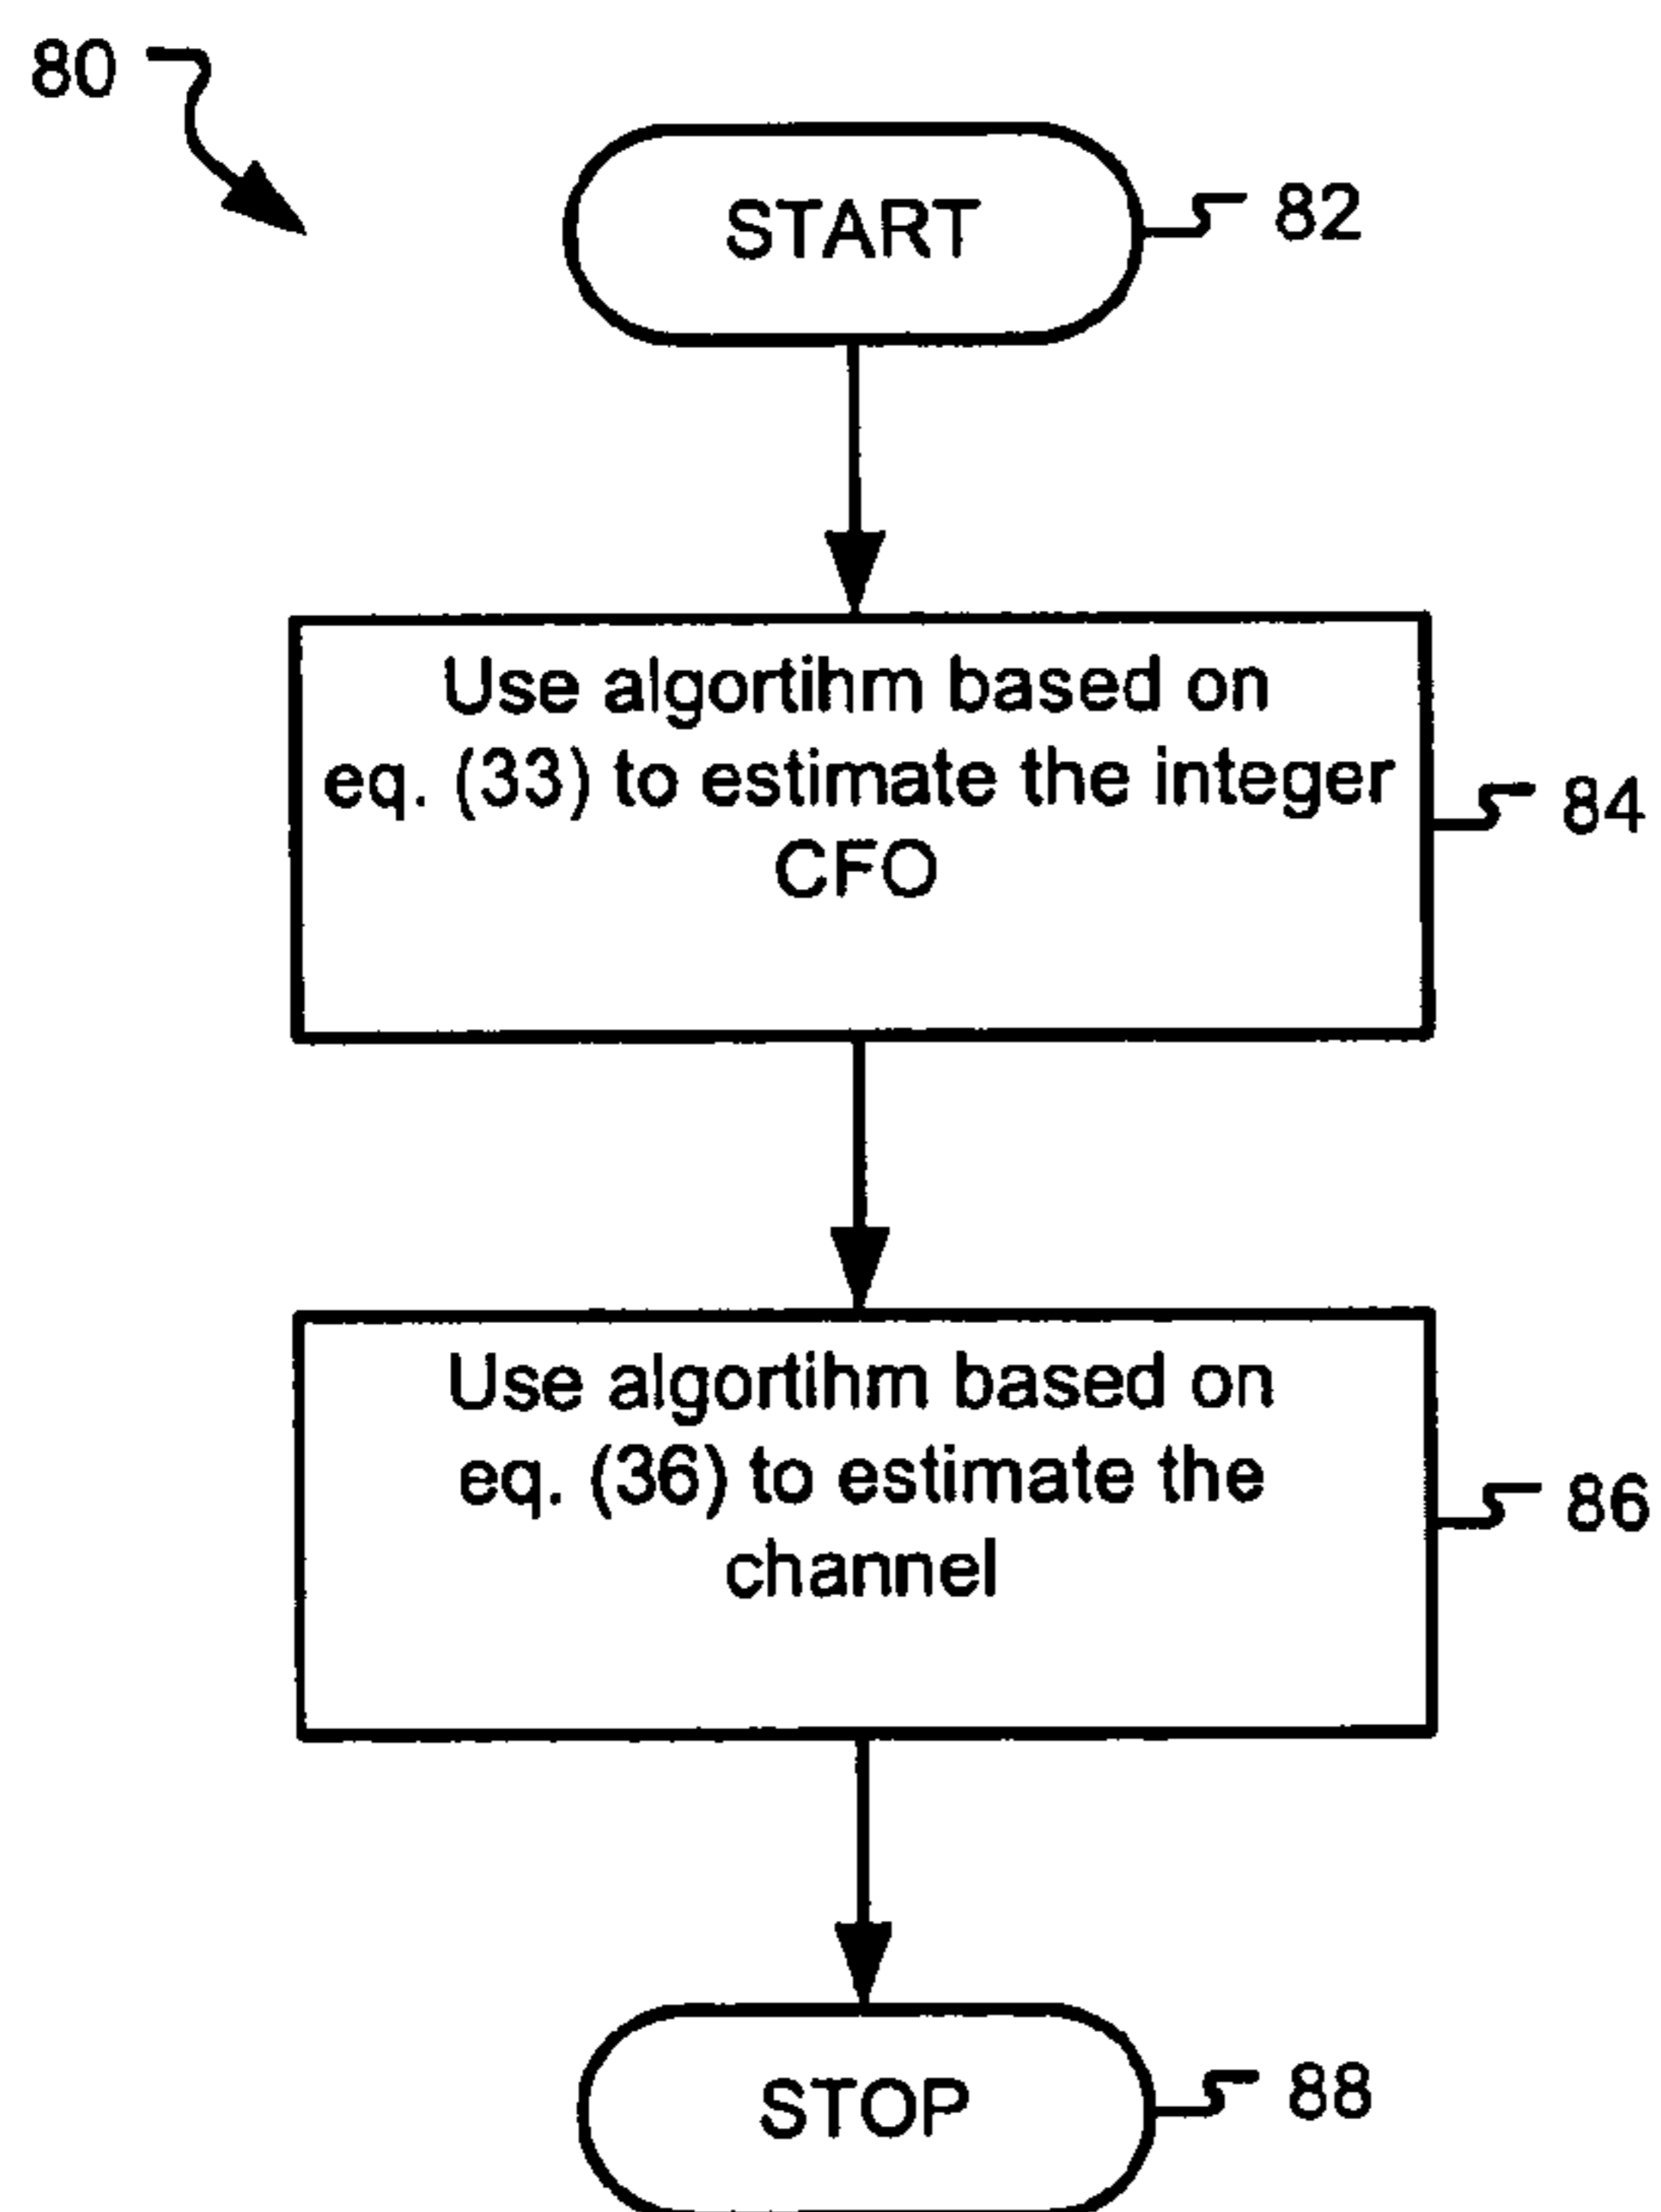 80
START
82
Use algortihm based on
eq. (33) to estimate the integer
CFO
84
Use algortihm based on
eq. (36) to estimate the
channel
86
STOP
88